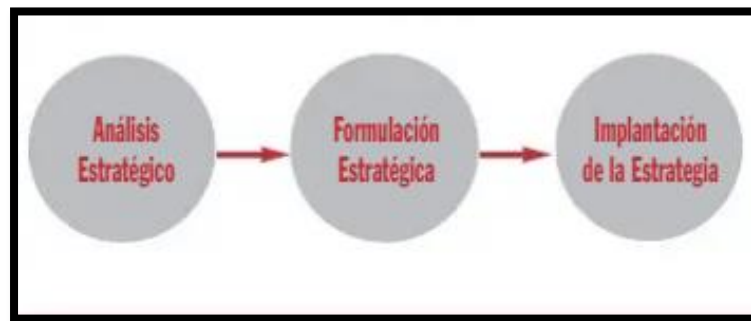 Análisis
Estratégico
Formulación
Estratégica
Implantación
de la Estrategia